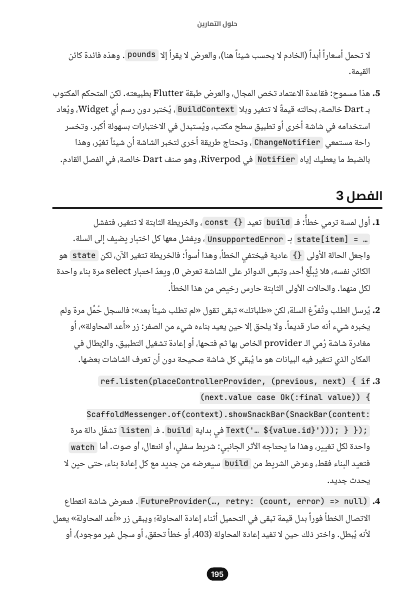 حلول التمارين
لا تحمل أسعاراً أبداً (الخادم لا يحسب شيئاً هنا)، والعرض لا يقرأ إلا pounds. وهذه فائدة كائن
القيمة.
5. هذا مسموح: فقاعدة الاعتماد تخص المجال، والعرض طبقة Flutter بطبيعته. لكن المتحكم المكتوب
بـ Dart خالصة، بحالته قيمةً لا تتغير وبلا BuildContext، يُختبر دون رسم أي Widget، ويُعاد
استخدامه في شاشة أخرى أو تطبيق سطح مكتب، ويُستبدل في الاختبارات بسهولة أكبر. وتخسر
راحة مستمعي ChangeNotifier، وتحتاج طريقة أخرى لتخبر الشاشة أن شيئاً تغيّر، وهذا
بالضبط ما يعطيك إياه Notifier في Riverpod، وهو صنف Dart خالصة، في الفصل القادم.
الفصل 3
1. أول لمسة ترمي خطأً: فـ build تعيد const {}، والخريطة الثابتة لا تتغير، فتفشل
state[item] = … بـ UnsupportedError، ويفشل معها كل اختبار يضيف إلى السلة.
واجعل الحالة الأولى {} عادية فيختفي الخطأ، وهذا أسوأ: فالخريطة تتغير الآن، لكن state هو
الكائن نفسه، فلا يُبلَّغ أحد، وتبقى الدوائر على الشاشة تعرض 0، ويعدّ اختبار select مرة بناء واحدة
لكل منهما. والحالات الأولى الثابتة حارس رخيص من هذا الخطأ.
2. يُرسل الطلب وتُفرَّغ السلة، لكن «طلباتك» تبقى تقول «لم تطلب شيئاً بعد»: فالسجل حُمِّل مرة ولم
يخبره شيء أنه صار قديماً. ولا يلحق إلا حين يعيد بناءه شيء من الصفر: زر «أعد المحاولة»، أو
مغادرة شاشة رُمي الـ provider الخاص بها ثم فتحها، أو إعادة تشغيل التطبيق. والإبطال في
المكان الذي تتغير فيه البيانات هو ما يُبقي كل شاشة صحيحة دون أن تعرف الشاشات بعضها.
3. ref.listen(placeControllerProvider, (previous, next) { if
(next.value case Ok(:final value)) {
ScaffoldMessenger.of(context).showSnackBar(SnackBar(content:
Text('… ${value.id}'))); } }); في بداية build. فـ listen تشغل دالة مرة
واحدة لكل تغيير، وهذا ما يحتاجه الأثر الجانبي: شريط سفلي، أو انتقال، أو صوت. أما watch
فتعيد البناء فقط، وعرض الشريط من build سيعرضه من جديد مع كل إعادة بناء، حتى حين لا
يحدث جديد.
4. FutureProvider(…, retry: (count, error) => null). فتعرض شاشة انقطاع
الاتصال الخطأ فوراً بدل قيمة تبقى في التحميل أثناء إعادة المحاولة؛ ويبقى زر «أعد المحاولة» يعمل
لأنه يُبطل. واختر ذلك حين لا تفيد إعادة المحاولة (403، أو خطأ تحقق، أو سجل غير موجود)، أو
195